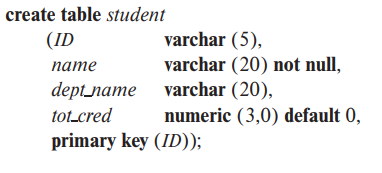 create table student
(ID varchar (5),
name varchar (20) not null,
dept_name varchar (20),
tot_cred numeric (3,0) default 0,
primary key (ID));